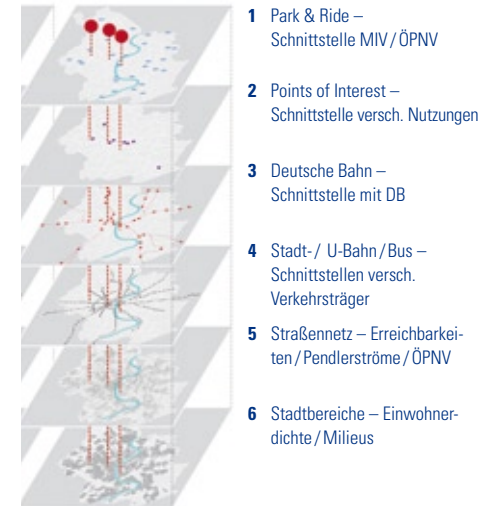 1 Park & Ride –
Schnittstelle MIV / ÖPNV
2 Points of Interest –
Schnittstelle versch. Nutzungen
3 Deutsche Bahn –
Schnittstelle mit DB
4 Stadt- / U-Bahn / Bus –
Schnittstellen versch.
Verkehrsträger
5 Straßennetz – Erreichbarkei-
ten / Pendlerströme / ÖPNV
6 Stadtbereiche – Einwohner-
dichte / Milieus